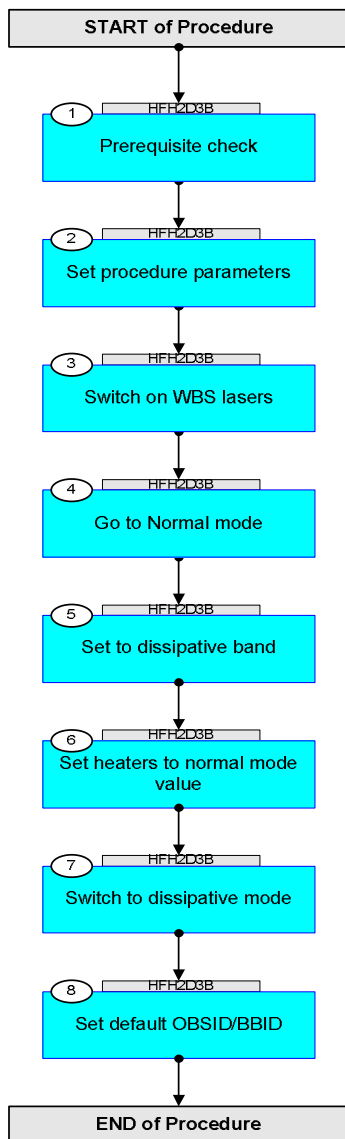 START of Procedure
HFH2D3B
1
Prerequisite check
HFH2D3B
2
Set procedure parameters
HFH2D3B
3
Switch on WBS lasers
HFH2D3B
4
Go to Normal mode
HFH2D3B
5
Set to dissipative band
HFH2D3B
6
Set heaters to normal mode
value
HFH2D3B
7
Switch to dissipative mode
HFH2D3B
8
Set default OBSID/BBID
END of Procedure